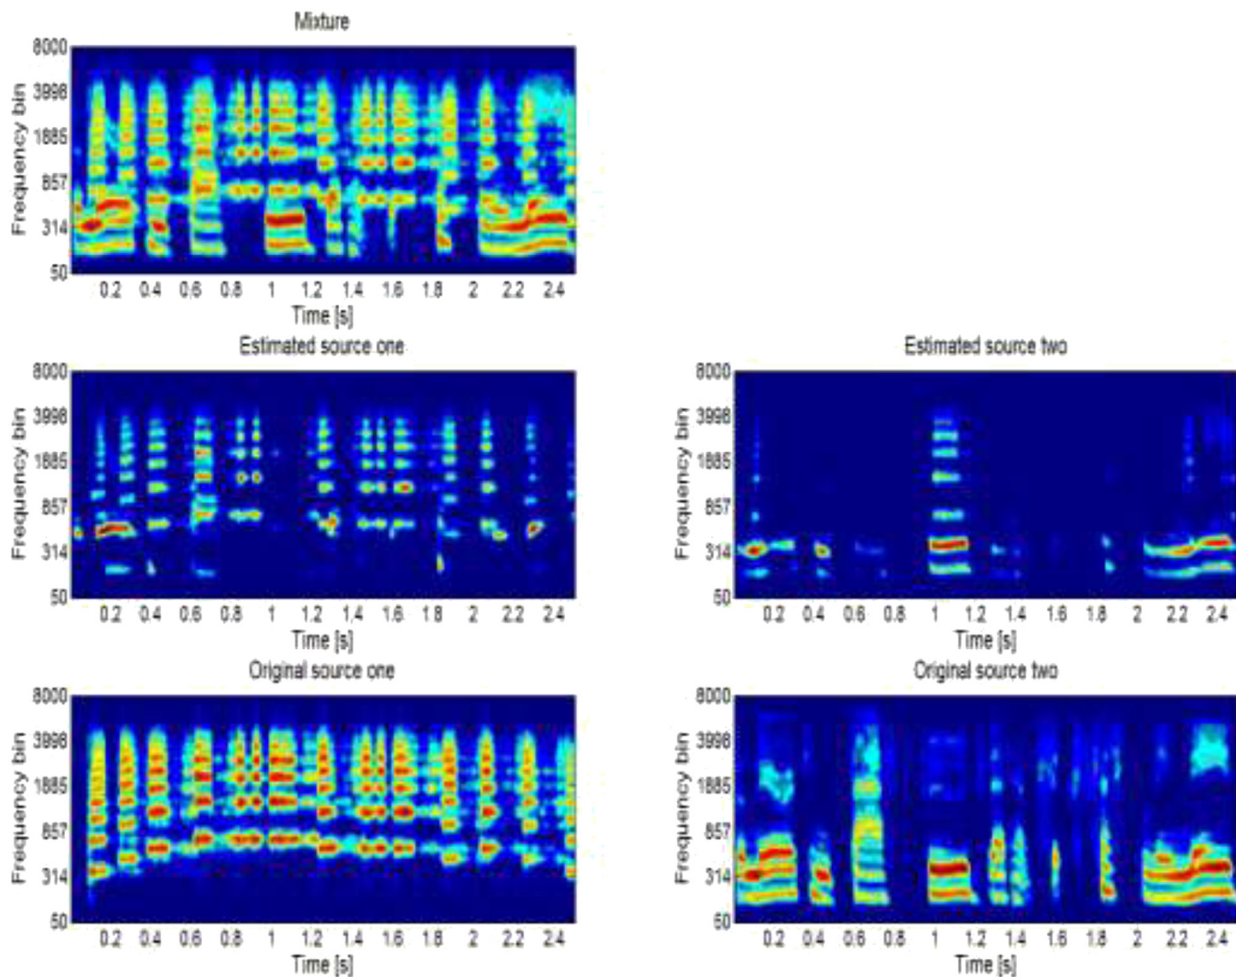 Mixture
Frequency bin
8000
3998
1885
857
314
50
0.2 0.4 0.6 0.8 1 1.2 1.4 1.6 1.8 2 2.2 2.4
Time [s]
Estimated source one
Frequency bin
8000
3998
1885
857
314
50
0.2 0.4 0.6 0.8 1 1.2 1.4 1.6 1.8 2 2.2 2.4
Time [s]
Estimated source two
Frequency bin
8000
3998
1885
857
314
50
0.2 0.4 0.6 0.8 1 1.2 1.4 1.6 1.8 2 2.2 2.4
Time [s]
Original source one
Frequency bin
8000
3998
1885
857
314
50
0.2 0.4 0.6 0.8 1 1.2 1.4 1.6 1.8 2 2.2 2.4
Time [s]
Original source two
Frequency bin
8000
3998
1885
857
314
50
0.2 0.4 0.6 0.8 1 1.2 1.4 1.6 1.8 2 2.2 2.4
Time [s]